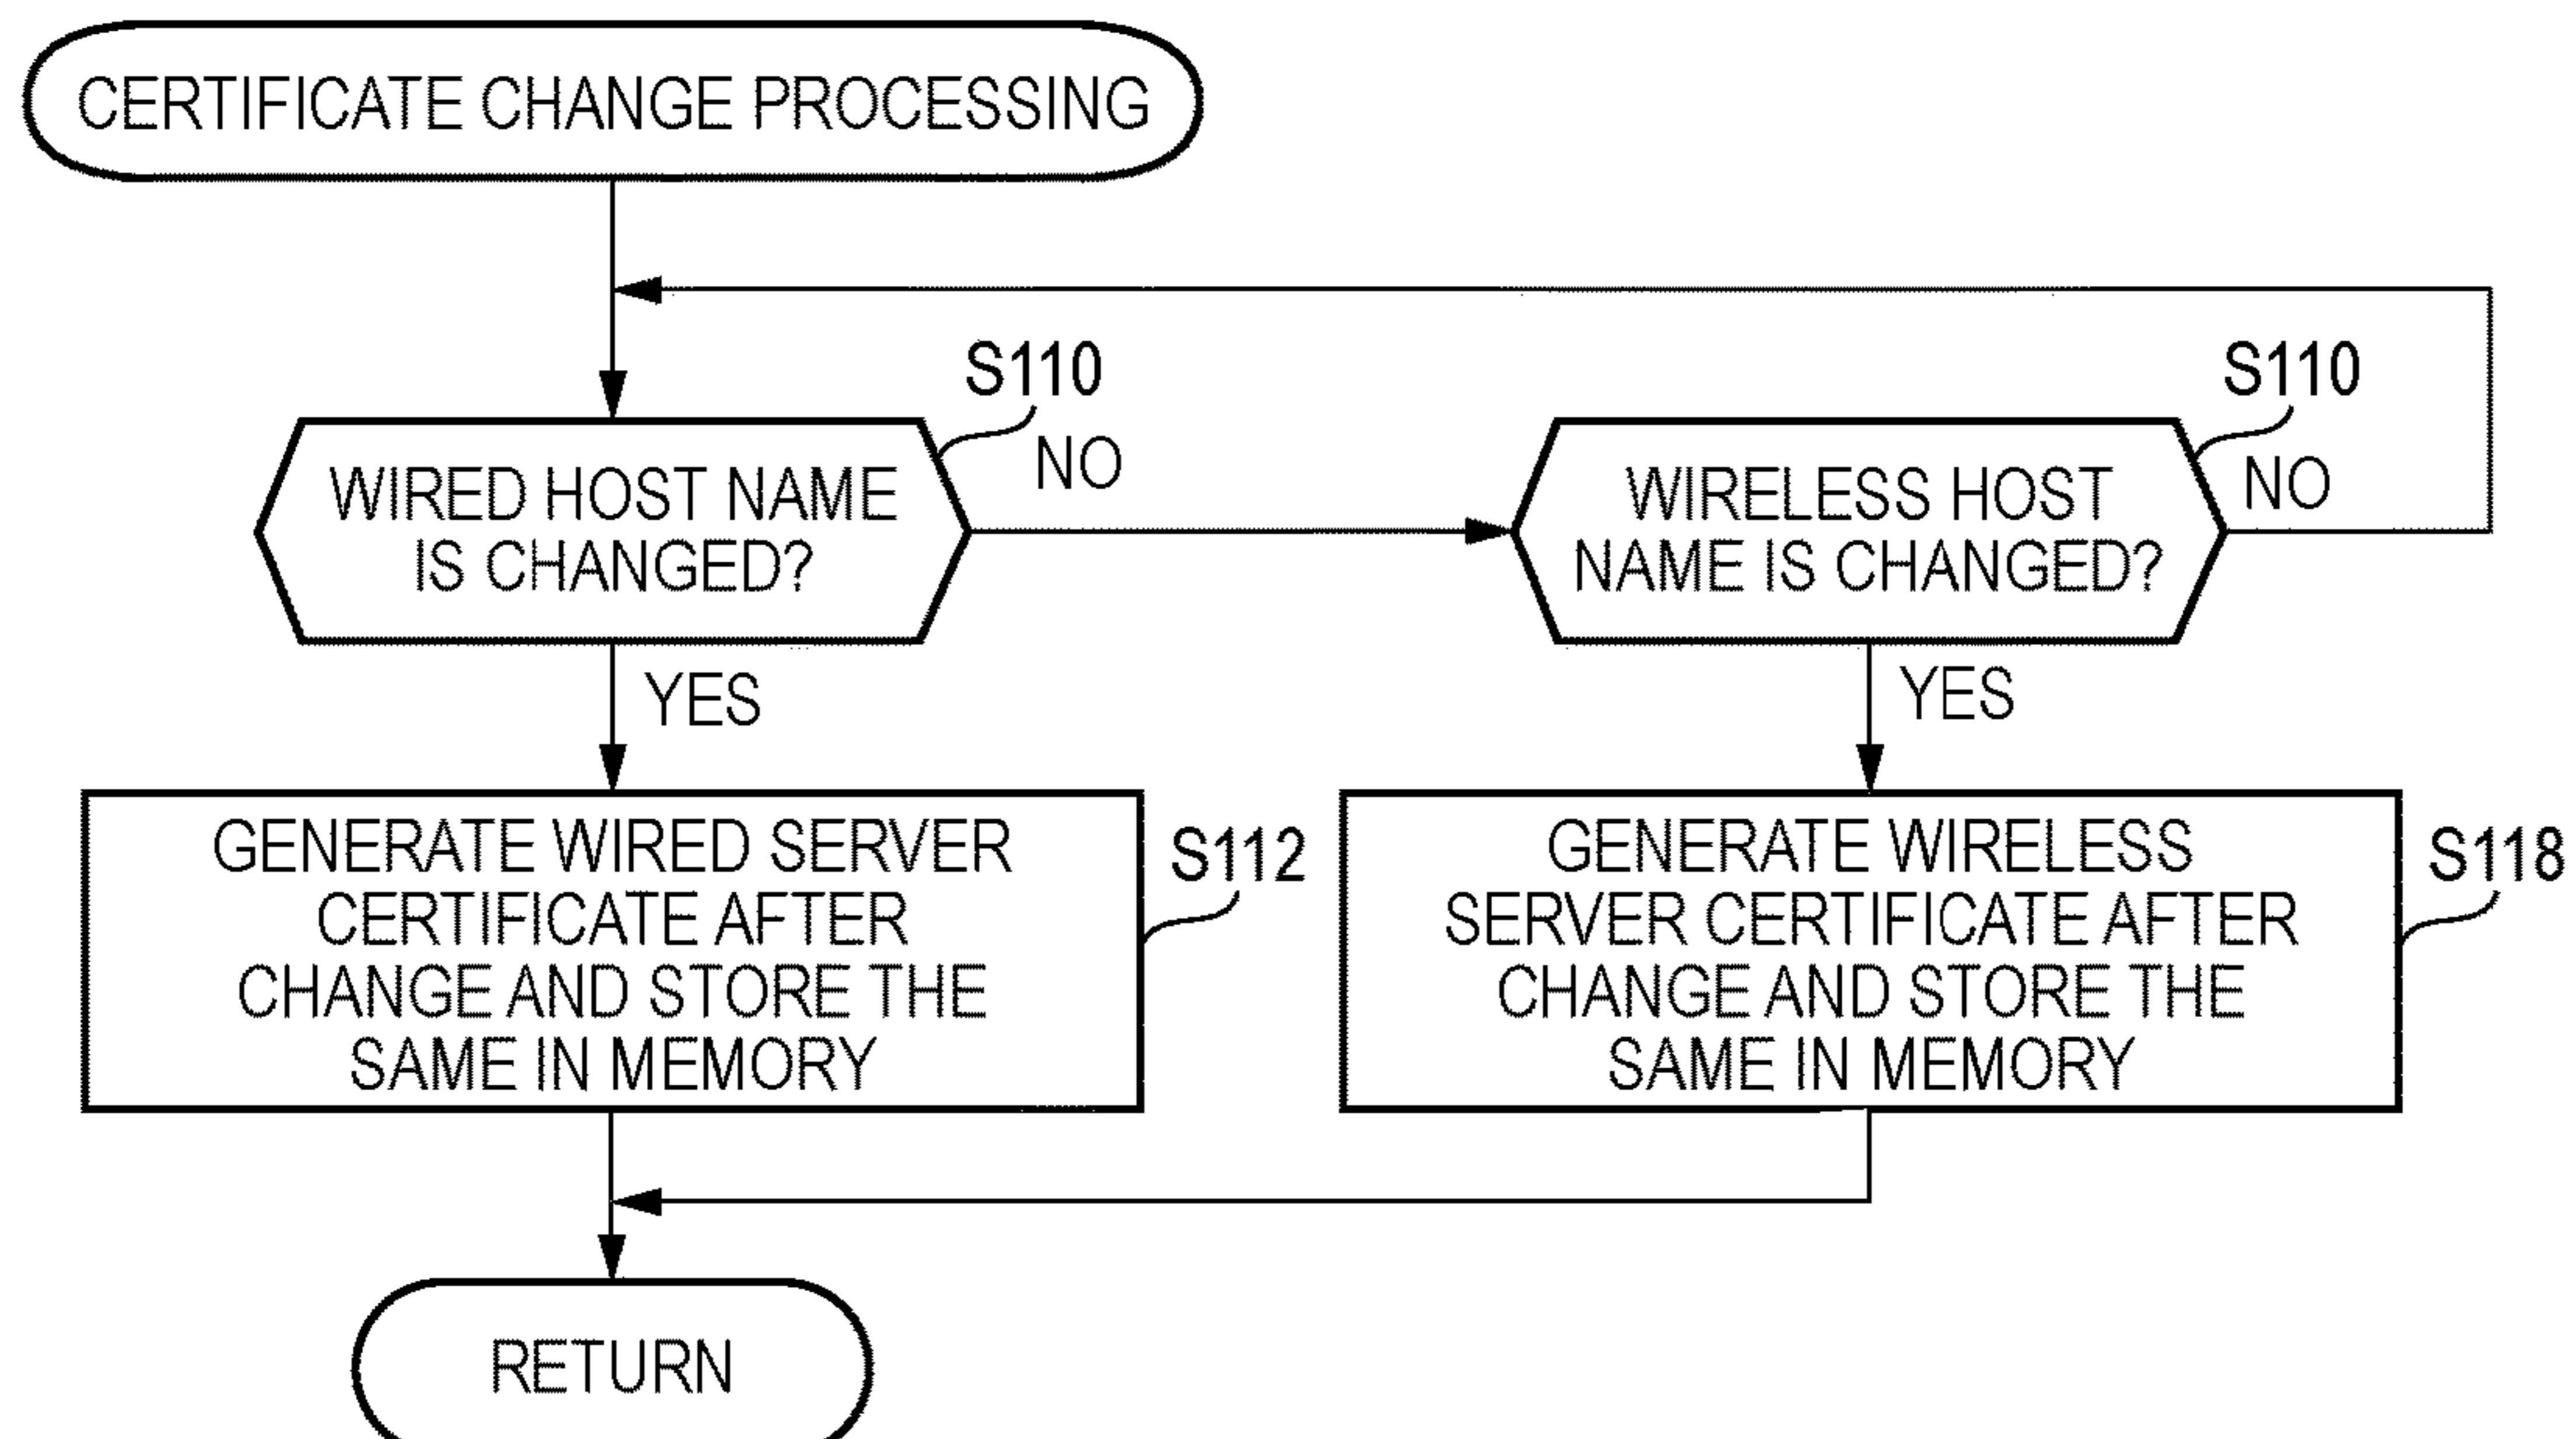 CERTIFICATE CHANGE PROCESSING
S110
WIRED HOST NAME
IS CHANGED?
NO
S110
WIRELESS HOST
NAME IS CHANGED?
NO
YES
YES
GENERATE WIRED SERVER
CERTIFICATE AFTER
CHANGE AND STORE THE
SAME IN MEMORY
S112
GENERATE WIRELESS
SERVER CERTIFICATE AFTER
CHANGE AND STORE THE
SAME IN MEMORY
S118
RETURN